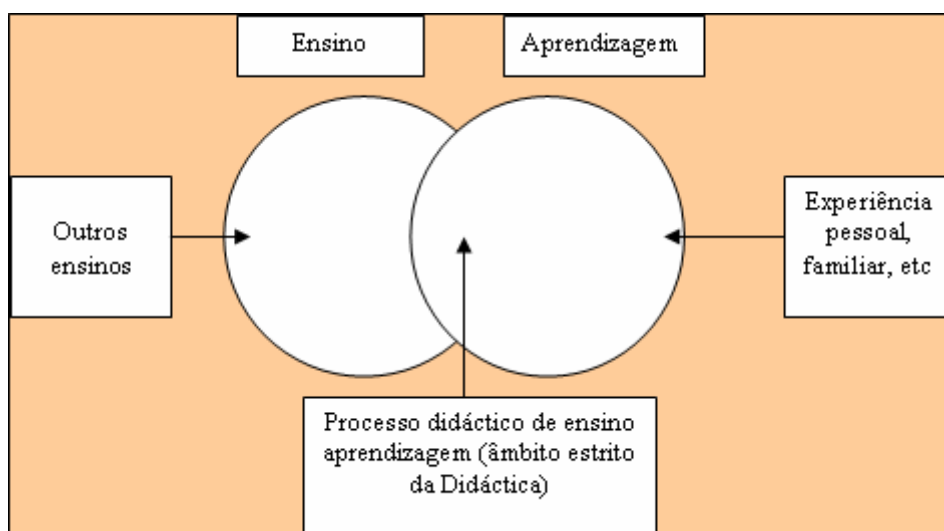 Ensino
Aprendizagem
Outros
ensinos
Experiência
pessoal,
familiar, etc
Processo didáctico de ensino
aprendizagem (âmbito estrito
da Didáctica)